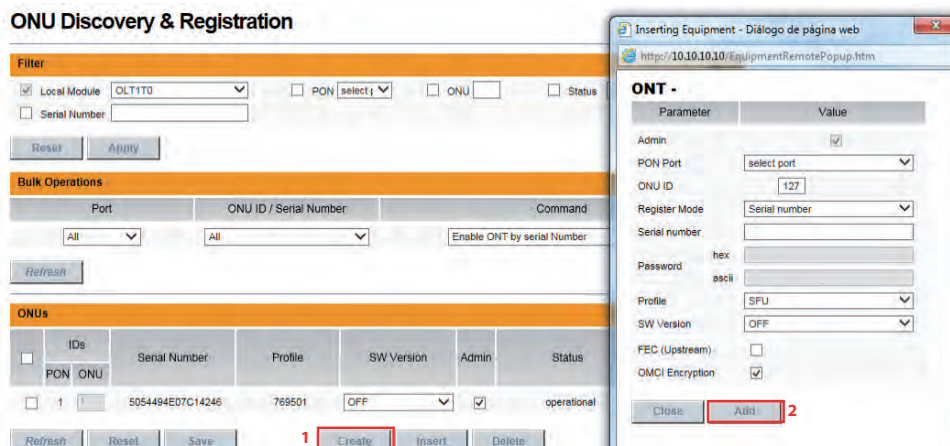 ONU Discovery & Registration
Filter
Local Module OLT1T0 PON select ONU Status
Serial Number
Reset Apply
Bulk Operations
Port ONU ID / Serial Number Command
All All Enable ONT by serial Number
Refresh
ONUs
IDs Serial Number Profile SW Version Admin Status
PON ONU
1 1 5054494E07C14246 769501 OFF operational
Refresh Reset Save 1 Create Insert Delete
Inserting Equipment - Diálogo de página web
http://10.10.10.10/EquipmentRemotePopup.htm
ONT -
Parameter Value
Admin
PON Port select port
ONU ID 127
Register Mode Serial number
Serial number
Password hex
ascii
Profile SFU
SW Version OFF
FEC (Upstream)
OMCI Encryption
Close Add 2